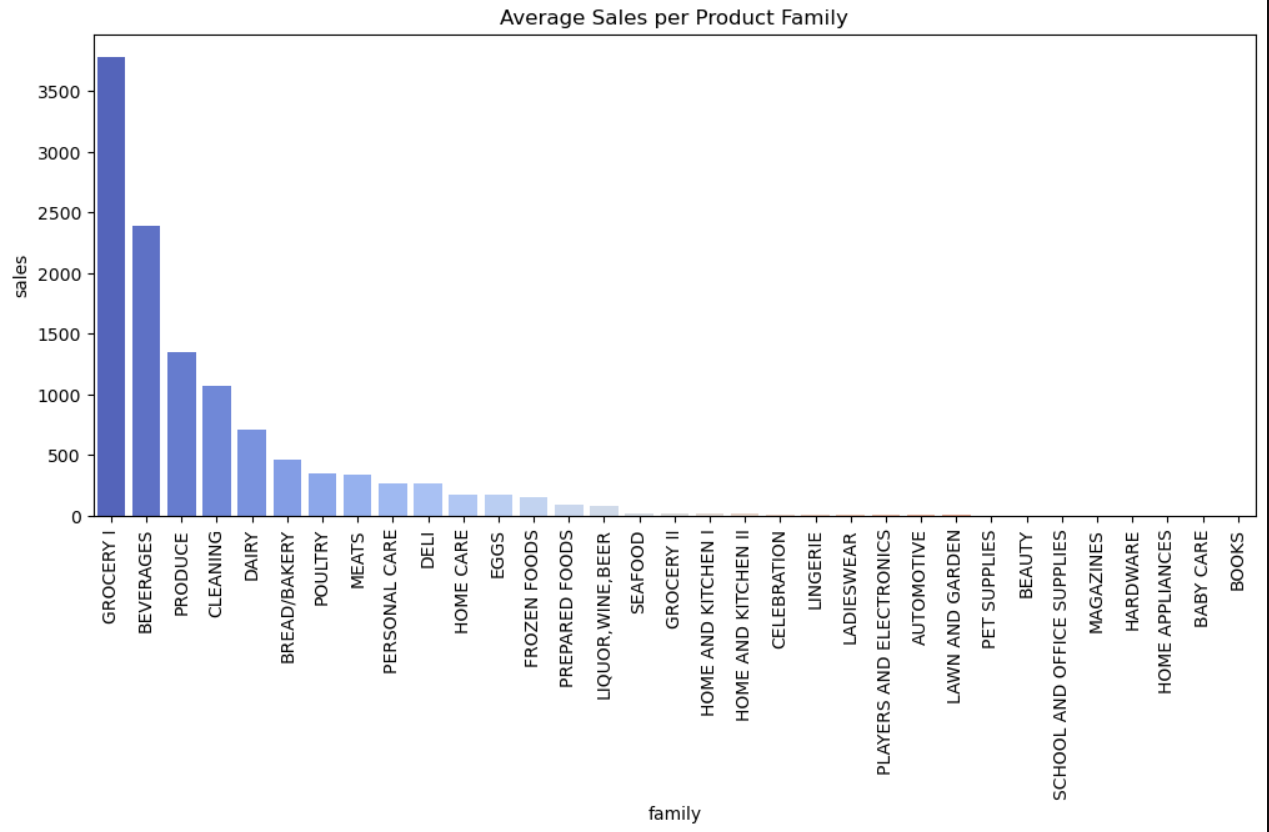 Average Sales per Product Family
sales
3500
3000
2500
2000
1500
1000
500
0
GROCERY I
BEVERAGES
PRODUCE
CLEANING
DAIRY
BREAD/BAKERY
POULTRY
MEATS
PERSONAL CARE
DELI
HOME CARE
EGGS
FROZEN FOODS
PREPARED FOODS
LIQUOR,WINE,BEER
SEAFOOD
GROCERY II
HOME AND KITCHEN I
HOME AND KITCHEN II
CELEBRATION
LINGERIE
LADIESWEAR
PLAYERS AND ELECTRONICS
AUTOMOTIVE
LAWN AND GARDEN
PET SUPPLIES
BEAUTY
SCHOOL AND OFFICE SUPPLIES
MAGAZINES
HARDWARE
HOME APPLIANCES
BABY CARE
BOOKS
family